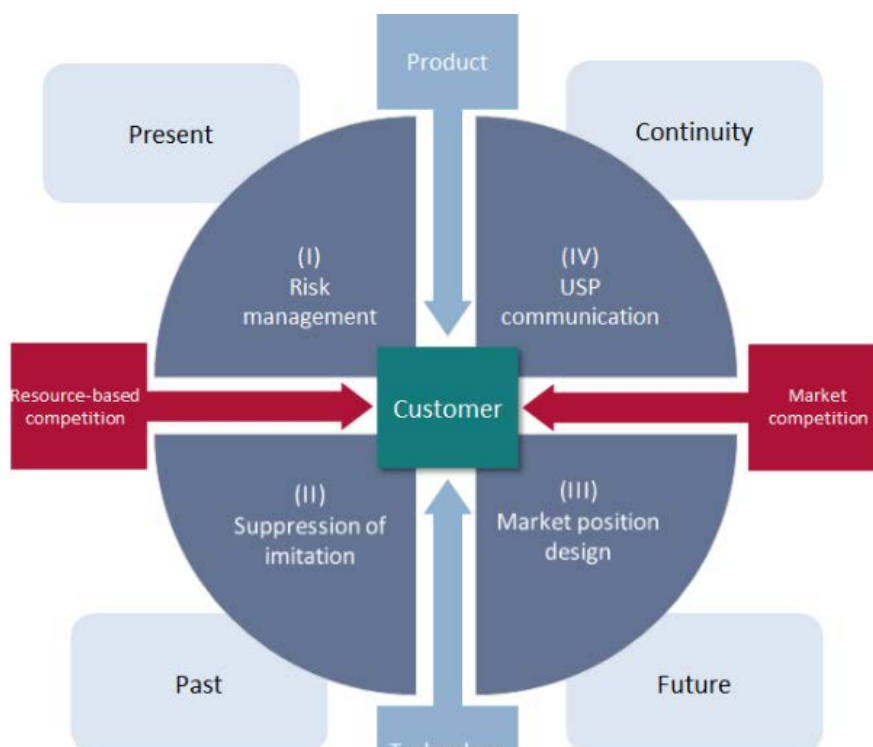 Product
Present
Continuity
(I)
Risk
management
(IV)
USP
communication
Resource-based
competition
Customer
Market
competition
(II)
Suppression of
imitation
(III)
Market position
design
Past
Future